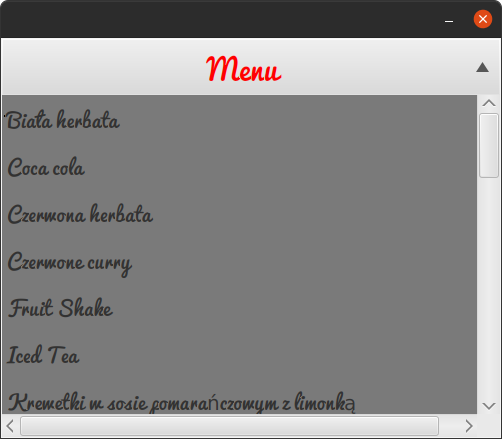 Menu
Biała herbata
Coca cola
Czerwona herbata
Czerwone curry
Fruit Shake
Iced Tea
Krewetki w sosie pomarańczowym z limonką